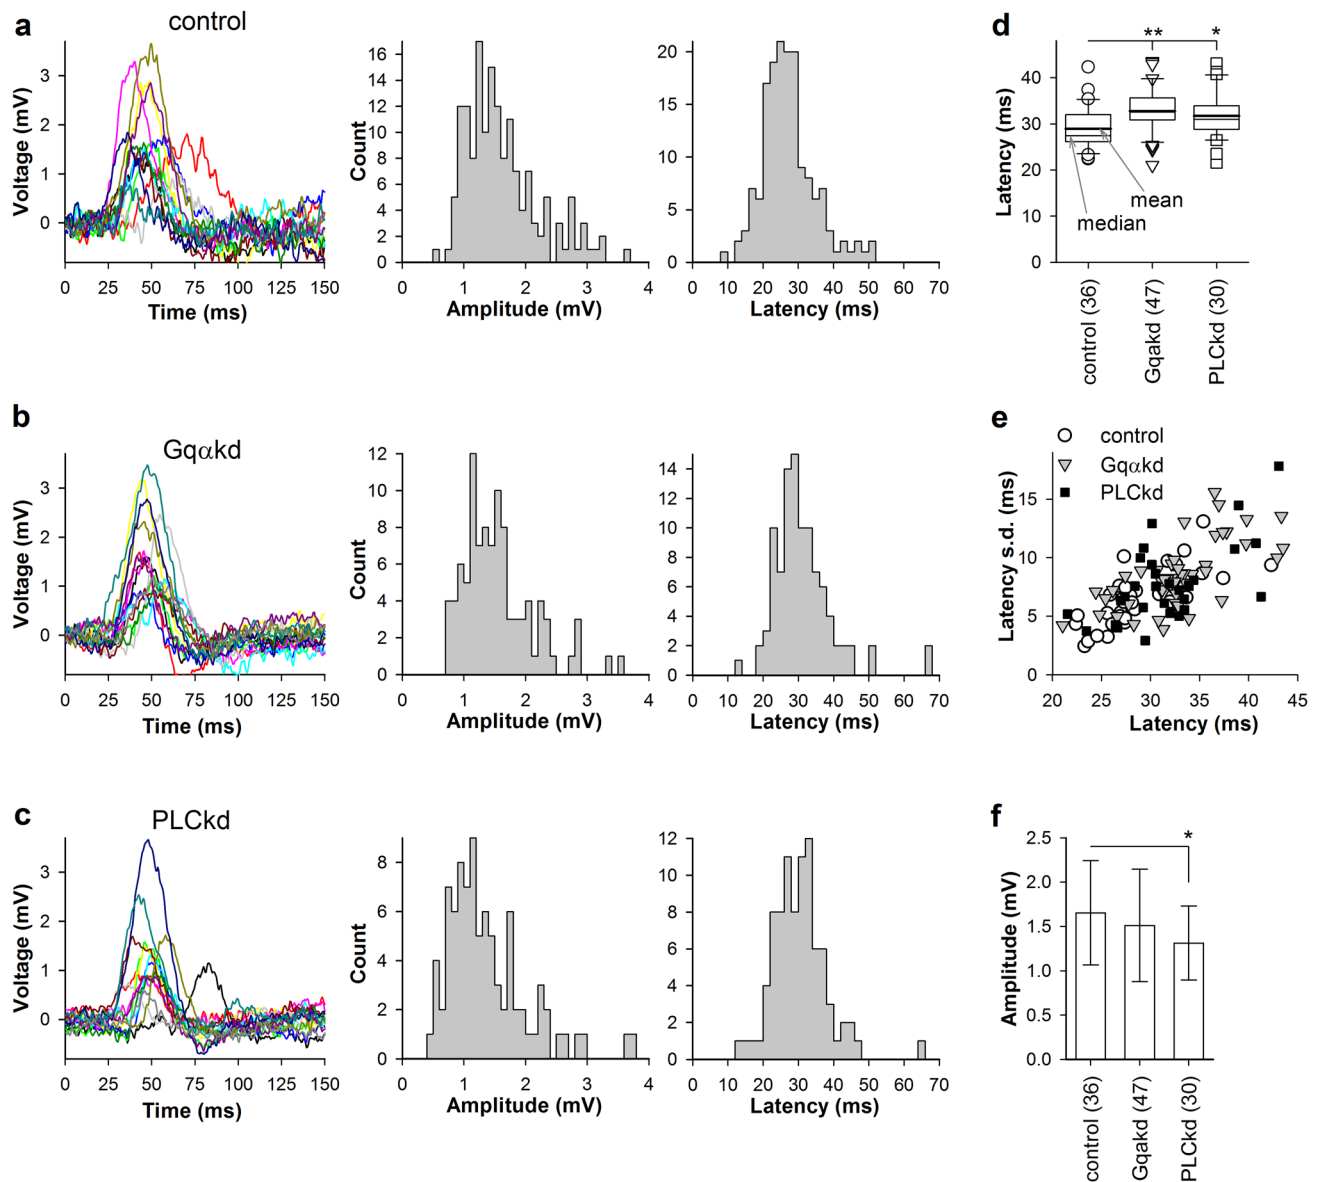 a
control
Voltage (mV)
3
2
1
0
0 25 50 75 100 125 150
Time (ms)
Count
16
14
12
10
8
6
4
2
0
0 1 2 3 4
Amplitude (mV)
20
15
10
5
0
0 10 20 30 40 50 60 70
Latency (ms)
d
** *
Latency (ms)
40
30
20
10
0
mean
median
control (36)
Gqakd (47)
PLCkd (30)
b
Gqαkd
Voltage (mV)
3
2
1
0
0 25 50 75 100 125 150
Time (ms)
Count
12
10
8
6
4
2
0
0 1 2 3 4
Amplitude (mV)
14
12
10
8
6
4
2
0
0 10 20 30 40 50 60 70
Latency (ms)
e
control
Gqαkd
PLCkd
Latency s.d. (ms)
15
10
5
0
20 25 30 35 40 45
Latency (ms)
c
PLCkd
Voltage (mV)
3
2
1
0
0 25 50 75 100 125 150
Time (ms)
Count
8
6
4
2
0
0 1 2 3 4
Amplitude (mV)
12
10
8
6
4
2
0
0 10 20 30 40 50 60 70
Latency (ms)
f
*
Amplitude (mV)
2.5
2.0
1.5
1.0
0.5
0.0
control (36)
Gqakd (47)
PLCkd (30)